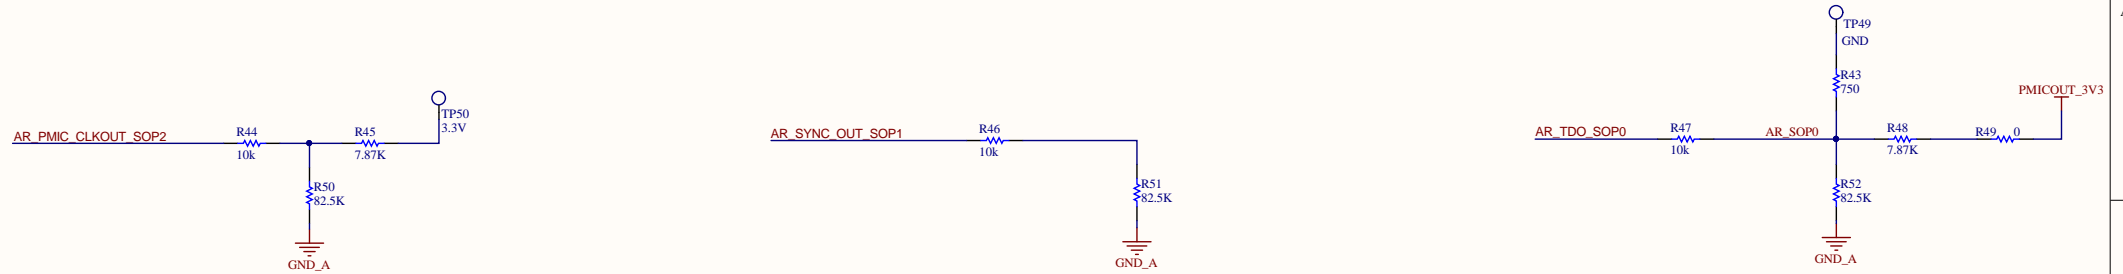 AR_PMIC_CLKOUT_SOP2
R44
10k
R45
7.87K
TP50
3.3V
R50
82.5K
GND_A
AR_SYNC_OUT_SOP1
R46
10k
R51
82.5K
GND_A
TP49
GND
R43
750
PMICOUT_3V3
AR_TDO_SOP0
R47
10k
AR_SOP0
R48
7.87K
R49 0
R52
82.5K
GND_A